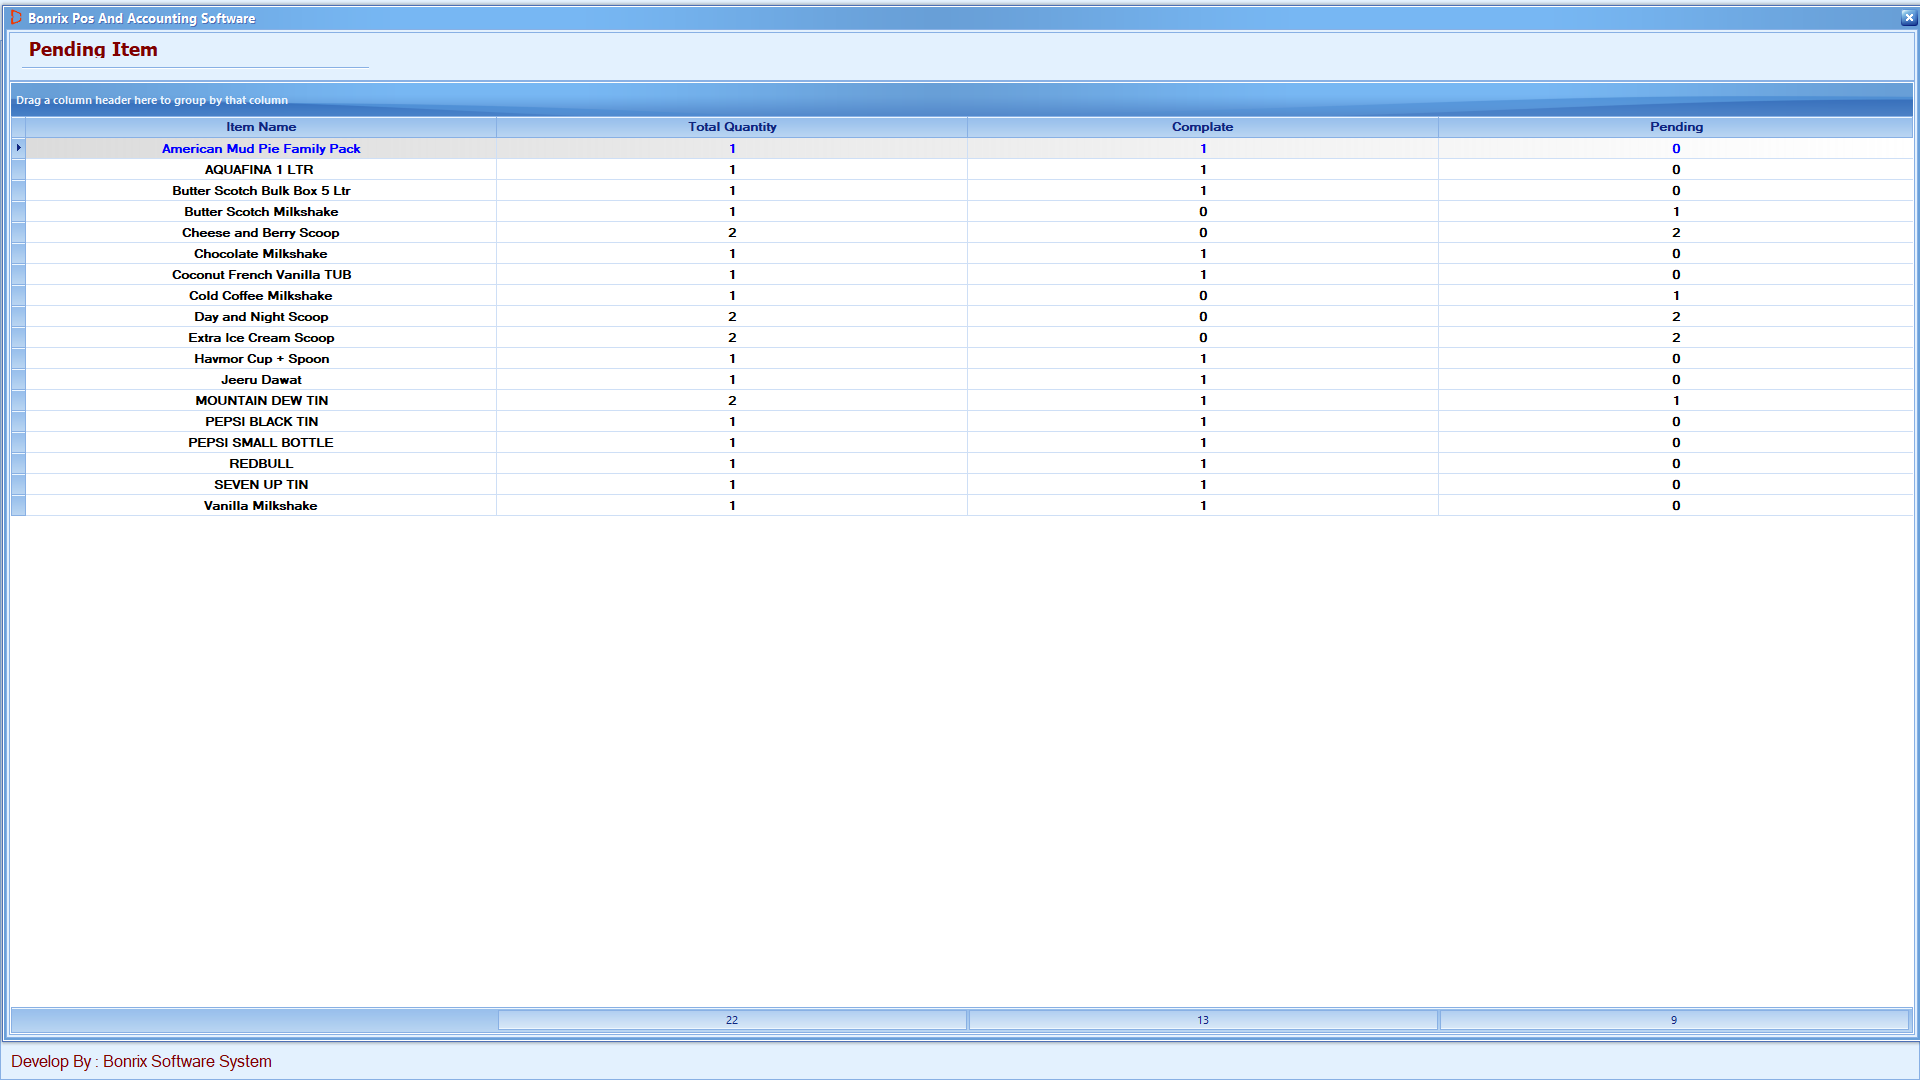 Bonrix Pos And Accounting Software
Pending Item
Drag a column header here to group by that column
Item Name Total Quantity Complate Pending
American Mud Pie Family Pack 1 1 0
AQUAFINA 1 LTR 1 1 0
Butter Scotch Bulk Box 5 Ltr 1 1 0
Butter Scotch Milkshake 1 0 1
Cheese and Berry Scoop 2 0 2
Chocolate Milkshake 1 1 0
Coconut French Vanilla TUB 1 1 0
Cold Coffee Milkshake 1 0 1
Day and Night Scoop 2 0 2
Extra Ice Cream Scoop 2 0 2
Havmor Cup + Spoon 1 1 0
Jeeru Dawat 1 1 0
MOUNTAIN DEW TIN 2 1 1
PEPSI BLACK TIN 1 1 0
PEPSI SMALL BOTTLE 1 1 0
REDBULL 1 1 0
SEVEN UP TIN 1 1 0
Vanilla Milkshake 1 1 0
22 13 9
Develop By : Bonrix Software System